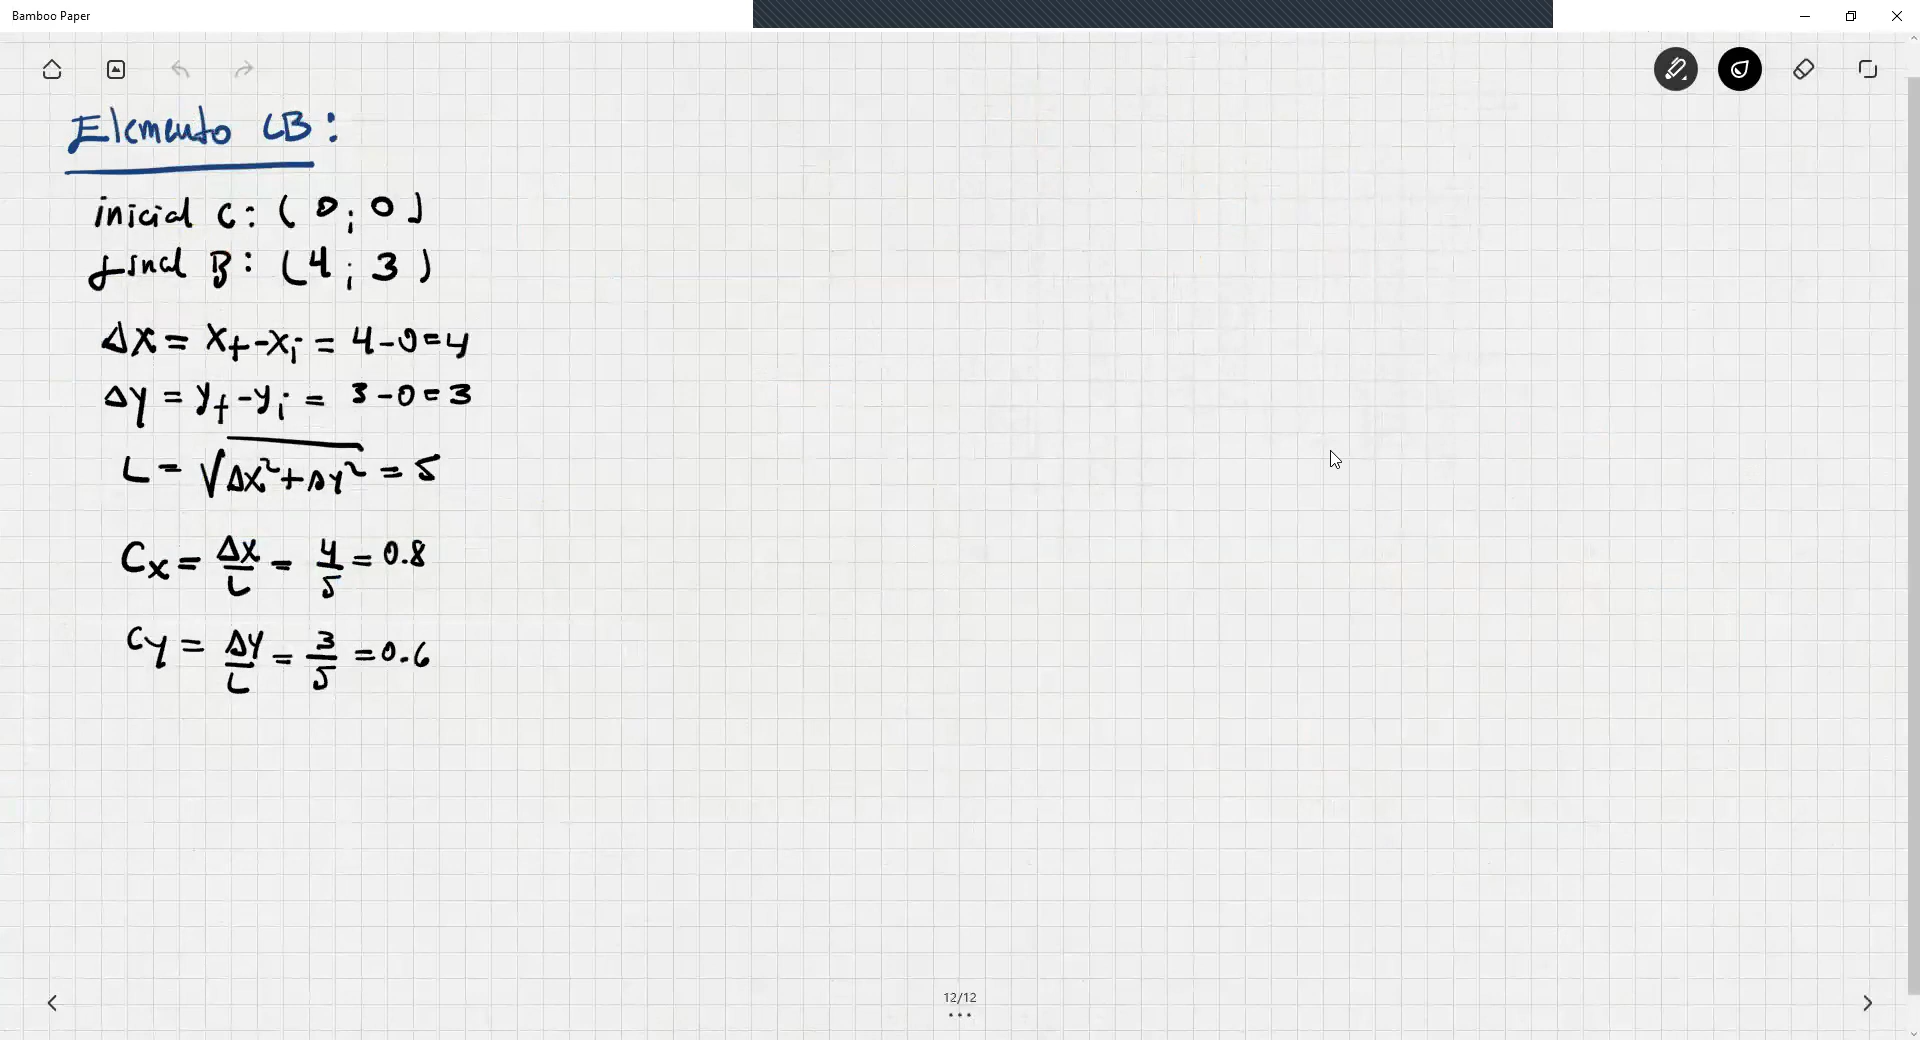 Bamboo Paper
Elemento CB:
inicial C: (0; 0)
final B: (4; 3)
Δx = xf - xi = 4 - 0 = 4
Δy = yf - yi = 3 - 0 = 3
L = √Δx² + Δy² = 5
Cx = Δx/L = 4/5 = 0.8
Cy = Δy/L = 3/5 = 0.6
12/12